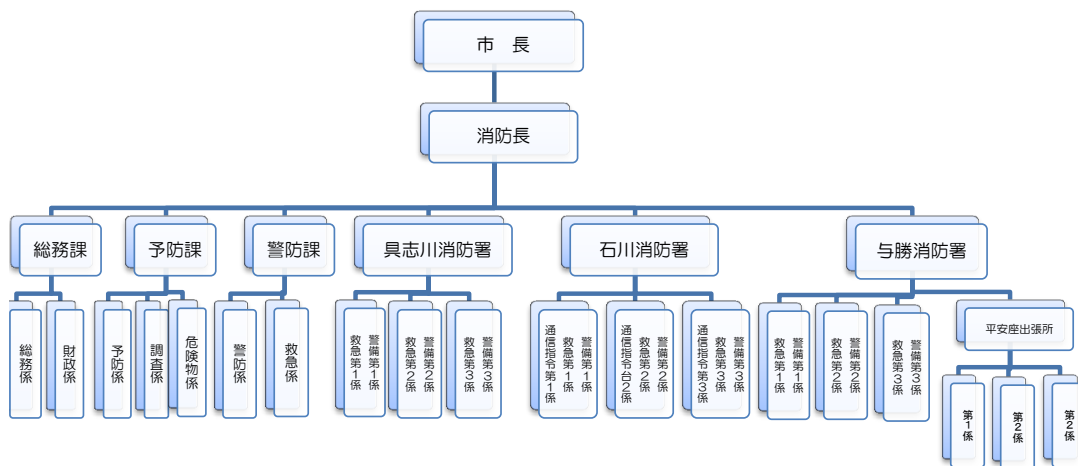 市　長
消防長
総務課
予防課
警防課
具志川消防署
石川消防署
与勝消防署
総務係
財政係
予防係
調査係
危険物係
警防係
救急係
警備第１係
救急第１係
警備第２係
救急第２係
警備第３係
救急第３係
警備第１係
救急第１係
通信指令第１係
警備第２係
救急第２係
通信指令台２係
警備第３係
救急第３係
通信指令第３係
警備第１係
救急第１係
警備第２係
救急第２係
警備第３係
救急第３係
平安座出張所
第１係
第２係
第２係